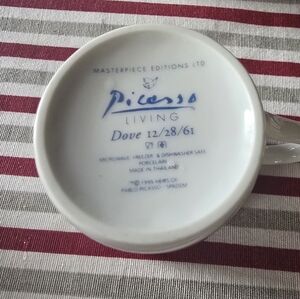 MASTERPIECE EDITIONS LTD
Picasso
LIVING
Dove 12/28/61
MICROWAVE, FREEZER & DISHWASHER SAFE
PORCELAIN
MADE IN THAILAND
© 1995 HEIRS OF
PABLO PICASSO - SPADEM